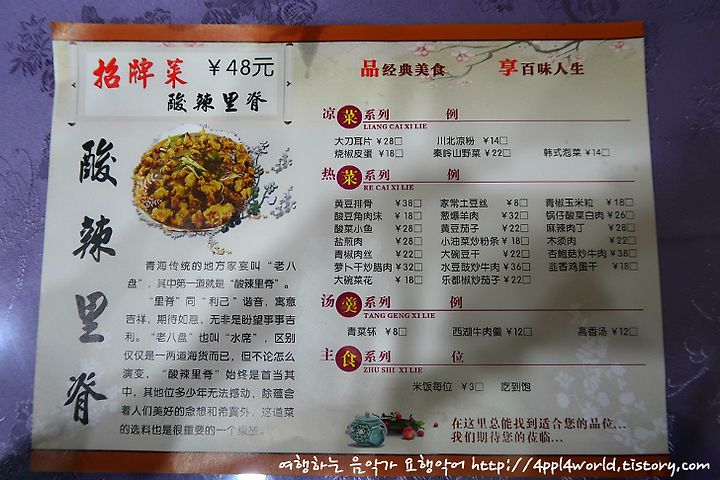 招牌菜 ￥48元
酸辣里脊
酸辣里脊
青海传统的地方家宴叫“老八
盘”，其中第一道就是“酸辣里脊”。
“里脊”同“利己”谐音，寓意
吉祥，期待如意，无非是盼望事事利
己。“老八盘”也叫“水席”，区别
仅仅是一两道海货而已，但不论怎么
演变，“酸辣里脊”始终是首当其
中，其地位多少年无法撼动，除蕴含
着人们美好的念想和希冀外，这道菜
的选料也是很重要的一个缘故。
品经典美食 享百味人生
凉菜系列 例
LIANG CAI XI LIE
大刀耳片 ￥28□ 川北凉粉 ￥14□
烧椒皮蛋 ￥18□ 秦岭山野菜 ￥22□ 韩式泡菜 ￥14□
热菜系列 例
RE CAI XI LIE
黄豆排骨 ￥38□ 家常土豆丝 ￥8□ 青椒玉米粒 ￥18□
酸豆角肉沫 ￥18□ 葱爆羊肉 ￥32□ 锅仔酸菜白肉 ￥26□
酸菜小鱼 ￥28□ 黄豆茄子 ￥22□ 麻辣肉丁 ￥28□
盐煎肉 ￥28□ 小油菜炒粉条 ￥18□ 木须肉 ￥22□
青椒肉丝 ￥22□ 大碗豆干 ￥22□ 杏鲍菇炒牛肉 ￥38□
萝卜干炒腊肉 ￥32□ 水豆豉炒牛肉 ￥36□ 韭香鸡蛋干 ￥18□
大碗菜花 ￥18□ 乐都椒炒茄子 ￥22□
汤羹系列 例
TANG GENG XI LIE
青菜钵 ￥8□ 西湖牛肉羹 ￥12□ 高香汤 ￥12□
主食系列 位
ZHU SHI XI LIE
米饭每位 ￥3□ 吃到饱
在这里总能找到适合您的品位...
我们期待您的莅临...
여행하는 음악가 요행악어 http://4ppl4world.tistory.com